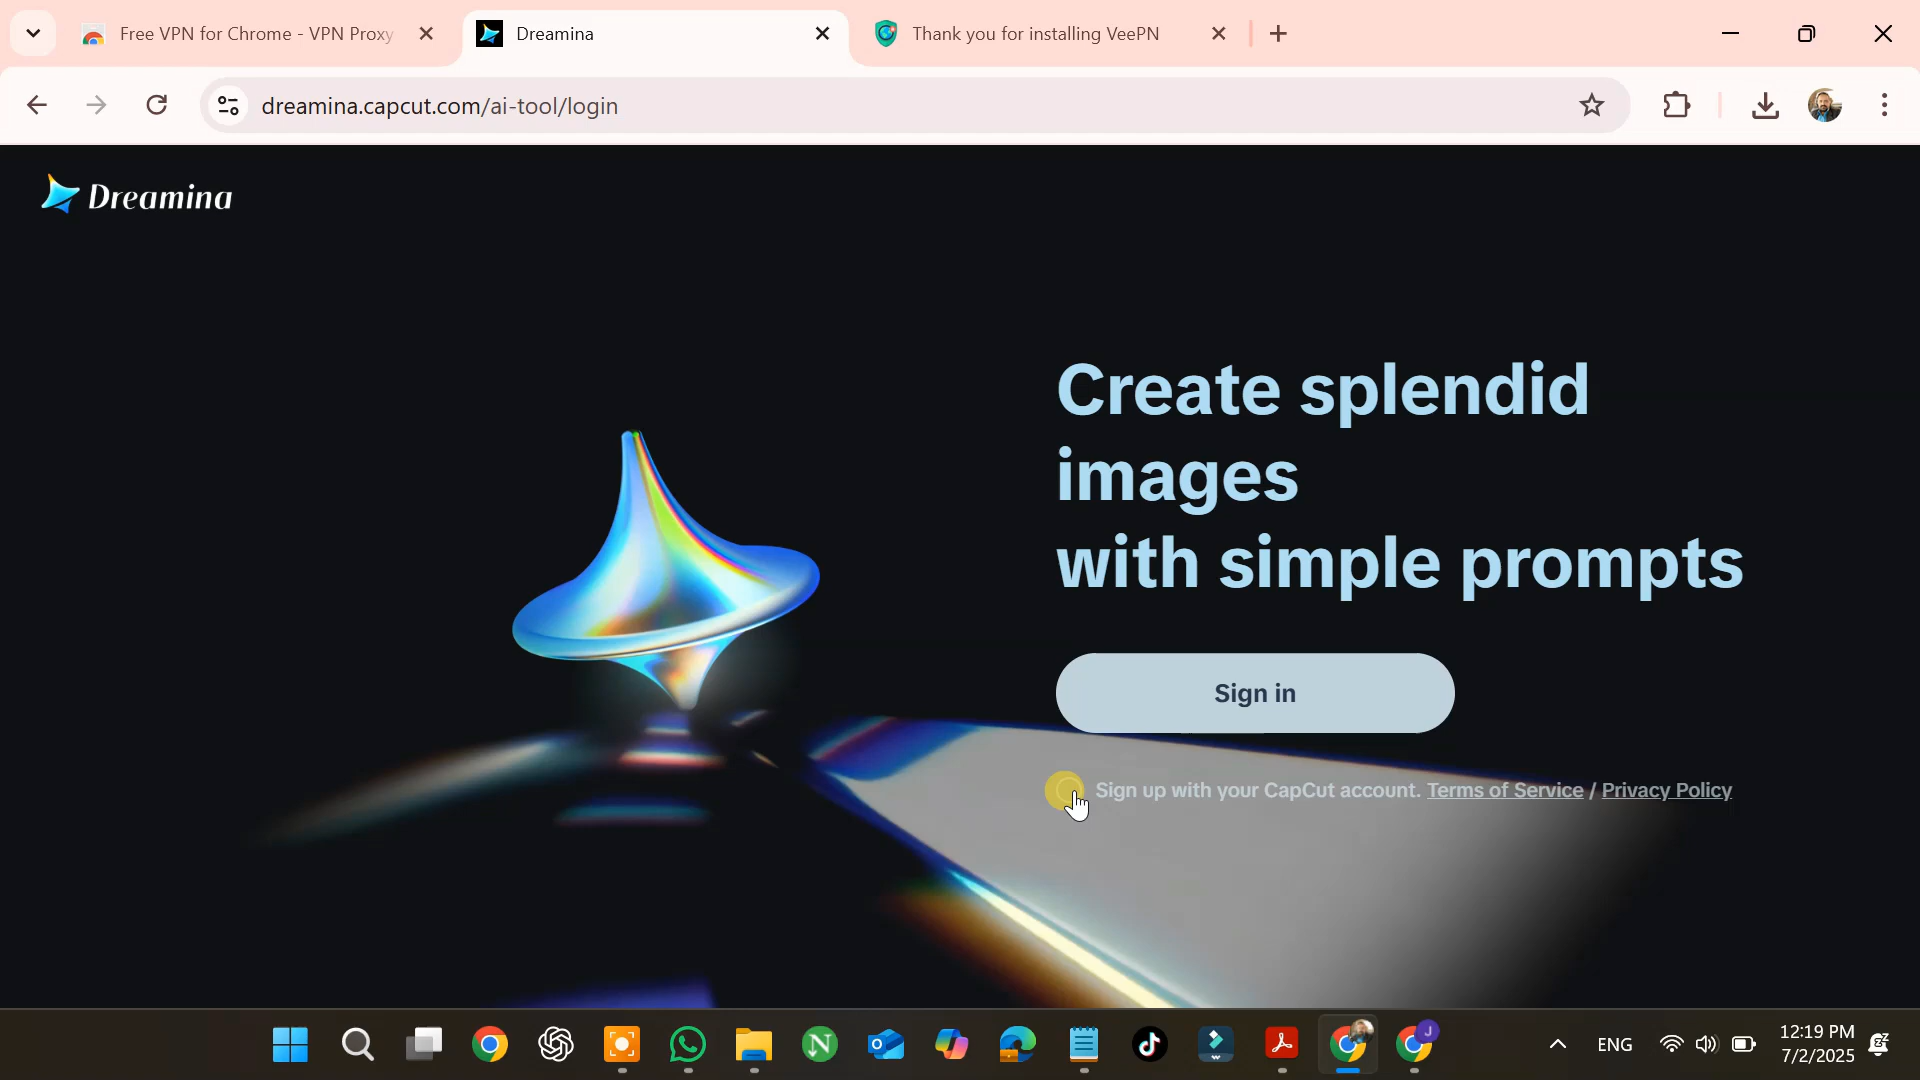 Free VPN for Chrome - VPN Proxy
Dreamina
Thank you for installing VeePN
dreamina.capcut.com/ai-tool/login
Dreamina
Create splendid
images
with simple prompts
Sign in
Sign up with your CapCut account. Terms of Service / Privacy Policy
ENG
12:19 PM
7/2/2025